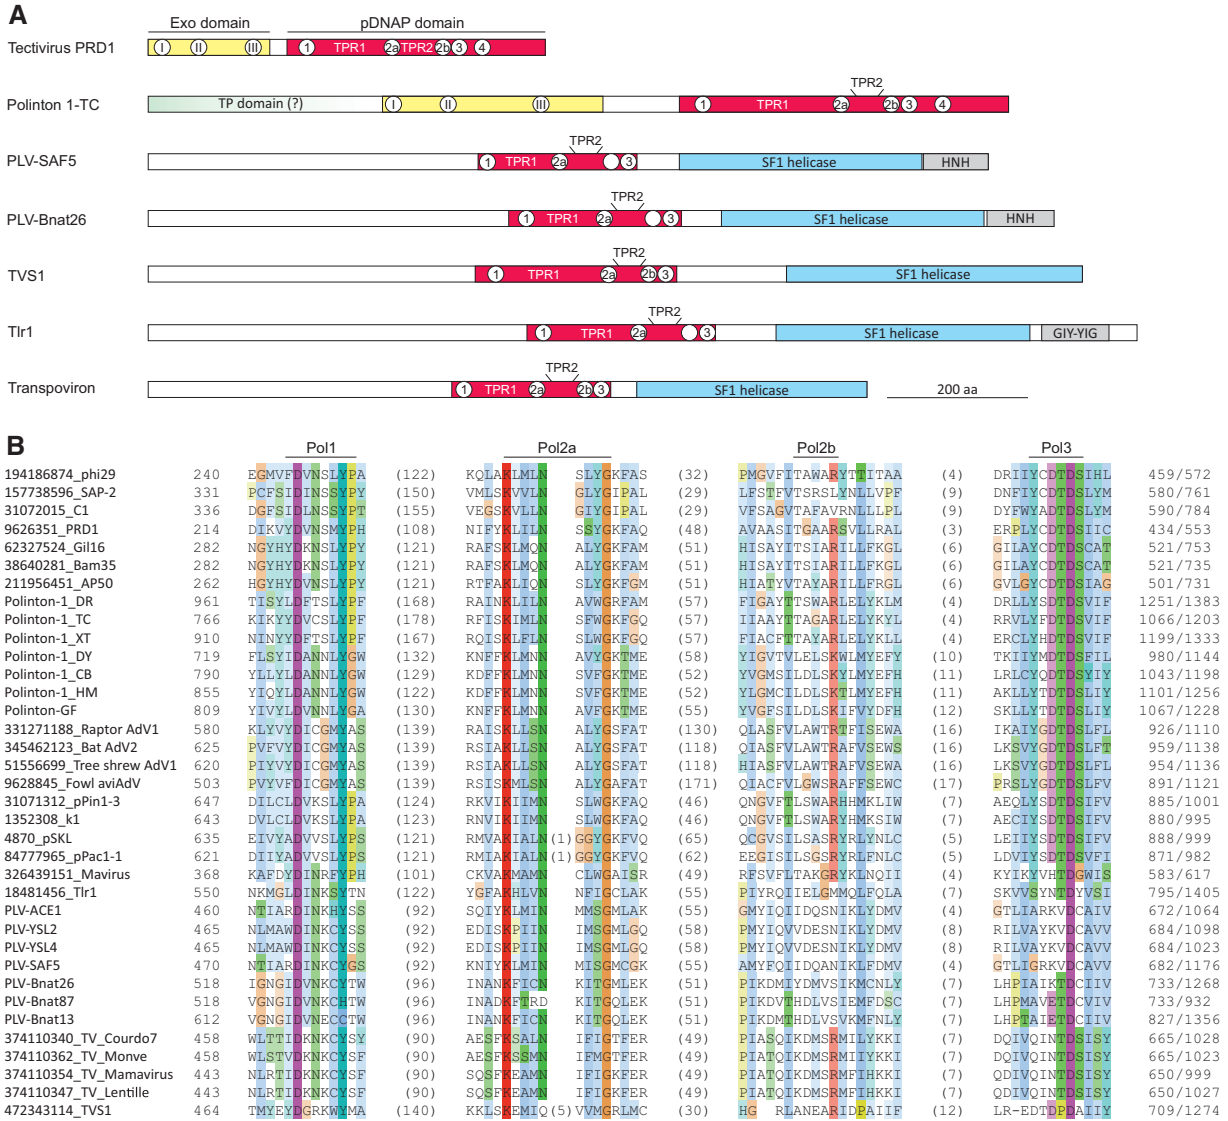 A
Exo domain pDNAP domain
Tectivirus PRD1 I II III 1 TPR1 2a TPR2 2b 3 4
TPR2
Polinton 1-TC TP domain (?) I II III 1 TPR1 2a 2b 3 4
TPR2
PLV-SAF5 1 TPR1 2a 3 SF1 helicase HNH
TPR2
PLV-Bnat26 1 TPR1 2a 3 SF1 helicase HNH
TPR2
TVS1 1 TPR1 2a 2b 3 SF1 helicase
TPR2
Tlr1 1 TPR1 2a 3 SF1 helicase GIY-YIG
TPR2
Transpoviron 1 TPR1 2a 2b 3 SF1 helicase 200 aa
B
Pol1 Pol2a Pol2b Pol3
194186874_phi29 240 EGMVFDVNSLYPA (122) KQLAKLMLN SLYGKFAS (32) PMGVFITAWARYTTITAA (4) DRIIYCDTDSIHL 459/572
157738596_SAP-2 331 PCFSIDINSSYPY (150) VMLSKVVLN GLYGIPAL (29) LFSTFVTSRSLYNLLVPF (9) DNFIYCDTDSLYM 580/761
31072015_C1 336 DGFSIDLNSSYPT (155) VEGSKVLLN GIYGIPAL (29) VFSAGVTAFAVRNLLLPL (9) DYFWYADTDSLYM 590/784
9626351_PRD1 214 DIKVYDVNSMYPH (108) NIFYKLILN SSYGKFAQ (48) AVAASITGAARSVLLRAL (3) ERPLYCDTDSIIC 434/553
62327524_Gil16 282 NGYHYDKNSLYPY (121) RAFSKLMQN ALYGKFAM (51) HISAYITSIARILLFKGL (6) GILAYCDTDSCAT 521/753
38640281_Bam35 282 NGYHYDKNSLYPY (121) RAFSKLMQN ALYGKFAM (51) HISAYITSIARILLFKGL (6) GILAYCDTDSCAT 521/735
211956451_AP50 262 HGYHYDVNSLYPY (121) RTFAKLIQN SLYGKFGM (51) HIATYVTAYARILLFRGL (6) GVLGYCDTDSIAG 501/731
Polinton-1_DR 961 TISYLDFTSLYPF (168) RAINKLILN AVWGRFAM (57) FIGAYTTSWARLELYKLM (4) DRLLYSDTDSVIF 1251/1383
Polinton-1_TC 766 KIKYYDVCSLYPF (178) RFISKIMLN SFWGKFGQ (57) IIAAYTTAGARLELYKYL (4) RRVLYFDTDSVIF 1066/1203
Polinton-1_XT 910 NINYYDFTSLYPF (167) RQISKLFLN SLWGKFGQ (57) FIACFTTAYARLELYKLL (4) ERCLYHDTDSVIF 1199/1333
Polinton-1_DY 719 FLSYIDANNLYGW (132) KNFFKLMNN AVYGKTME (58) YIGVTVLELSKWLMYEFY (10) TKIIYMDTDSFIL 980/1144
Polinton-1_CB 790 YLLYLDANNLYGW (129) KDFFKLMNN SVFGKTME (52) YVGMSILDLSKYLMYEFH (11) LRLCYQDTDSYIY 1043/1198
Polinton-1_HM 855 YIQYLDANNLYGW (122) KDFFKLMNN SVFGKTME (52) YLGMCILDLSKTLMYEFH (11) AKLLYTDTDSLIY 1101/1256
Polinton-GF 809 YIVYLDVNNLYGA (130) KNFFKLMNN AVFGKTME (55) YVGSFILDLSKIFVYDFH (12) SKLLYTDTDSLIY 1067/1228
331271188_Raptor AdV1 580 KLYVYDICGMYAS (139) RAISKLLSN ALYGSFAT (130) QLASFVLAWTRTFISEWA (16) IKAIYGDTDSLFL 926/1110
345462123_Bat AdV2 625 PVFVYDICGMYAS (139) RSIAKLLSN ALYGSFAT (118) QIASFVLAWTRAFVSEWS (16) LKSVYGDTDSLFT 959/1138
51556699_Tree shrew AdV1 620 PIYVYDICGMYAS (139) RSIAKLLSN ALYGSFAT (118) HIASFVLAWTRAFVSEWA (16) LKSVYGDTDSLFL 954/1136
9628845_Fowl aviAdV 503 PVYVFDICGMYAS (139) RSISKMLSN ALYGAFAT (171) QIASFVLGWTRAFFSEWC (17) PRSLYGDTDSLFV 891/1121
31071312_pPin1-3 647 DILCLDVKSLYPA (124) RKVIKIIMN SLWGKFAQ (46) QNGVFTLSWARHHMKLIW (7) AEQLYSDTDSIFV 885/1001
1352308_k1 643 DVLCLDVKSLYPA (123) RNVIKIIMN SLWGKFAQ (43) QNGVFTLSWARYHMKSIW (7) AECIYSDTDSIFV 880/995
4870_pSKL 635 EIVYADVVSLYPS (121) RMVAKIALN(1)GGYGKFVQ (65) QCGVSILSASRYRLYNLC (5) LEIIYSDTDSIIF 888/999
84777965_pPac1-1 621 DIIYADVVSLYPS (121) RMIAKIALN(1)GGYGKFVQ (62) EEGISILSGSRYRLFNLC (5) LDVIYSDTDSVFI 871/982
326439151_Mavirus 368 KAFDYDINRFYPH (101) CKVAKMAMN CLWGAISR (49) RFSVFLTAKGRYKLNQII (4) KYIKYVHTDGWIS 583/617
18481456_Tlr1 550 NKMGLDINKSYTN (122) YGFAKHLVN NFIGCLAK (55) PIYRQIIELGMMQLFQLA (7) SKVVSYNTDYVSI 795/1405
PLV-ACE1 460 NTIARDINKHYSS (92) SQIYKLMIN MMSGMLAK (55) GMYIQIIDQSNIKLYDMV (4) GTLIARKVDCAIV 672/1064
PLV-YSL2 465 NLMAWDINKCYSS (92) EDISKPIIN IMSGMLGQ (58) PMYIQVVDESNIKLYDMV (8) RILVAYKVDCAVV 684/1098
PLV-YSL4 465 NLMAWDINKCYSS (92) EDISKPIIN IMSGMLGQ (58) PMYIQVVDESNIKLYDMV (8) RILVAYKVDCAVV 684/1023
PLV-SAF5 470 NTIARDINKCYGS (92) KNIYKLMIN MISGMCGK (55) AMYFQIIDQANIKLFDMV (4) GTLIGRKVDCAVV 682/1176
PLV-Bnat26 518 IGNGIDVNKCYTW (96) INANKFICN KITGMLEK (51) PIKDMIYDMVSIKMCNLY (7) LHPIAIKTDCIIV 733/1268
PLV-Bnat87 518 VGNGIDVNKCHTW (96) INADKFTRD KITGQLEK (51) PIKDVTHDLVSIEMFDSC (7) LHPMAVETDCVIV 733/932
PLV-Bnat13 612 VGNGIDVNECCTW (96) INANKFICN KITGQLEK (51) PIKDMTHDLVSVKMFNLY (7) LHPTAIETDCIIV 827/1356
374110340_TV_Courdo7 458 WLTTIDKNKCYSY (90) AESFKSALN IFIGTFER (49) PIASQIKDMSRMILYKKI (7) DQIVQINTDSISY 665/1028
374110362_TV_Monve 458 WLSTVDKNKCYSF (90) AESFKSSMN IFMGTFER (49) PIASQIKDMSRMIYYKKI (7) DQIVQINTDSISY 665/1023
374110354_TV_Mamavirus 443 NLRTIDKNKCYSF (90) SQSFKEAMN IFIGKFER (49) PIATQIKDMSRMFIHKKI (7) QDIVQINTDSISY 650/999
374110347_TV_Lentille 443 NLRTIDKNKCYSF (90) SQSFKEAMN IFIGKFER (49) PIATQIKDMSRMFIHKKI (7) QDIVQINTDSISY 650/1027
472343114_TVS1 464 TMYEYDGRKWYMA (140) KKLSKEMIQ(5)VVMGRLMC (30) HG RLANEARIDPAIIF (12) LR-EDTDPDAIIY 709/1274